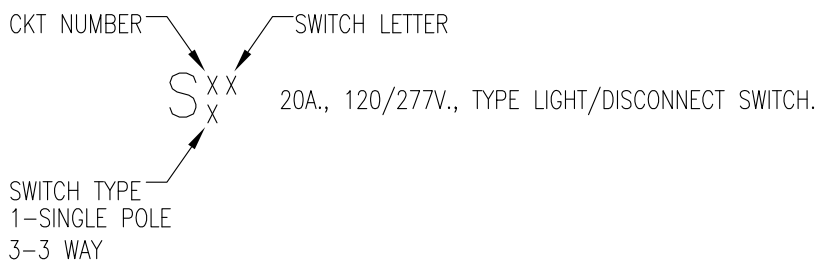 CKT NUMBER
SWITCH LETTER
S X X
X
20A., 120/277V., TYPE LIGHT/DISCONNECT SWITCH.
SWITCH TYPE
1-SINGLE POLE
3-3 WAY